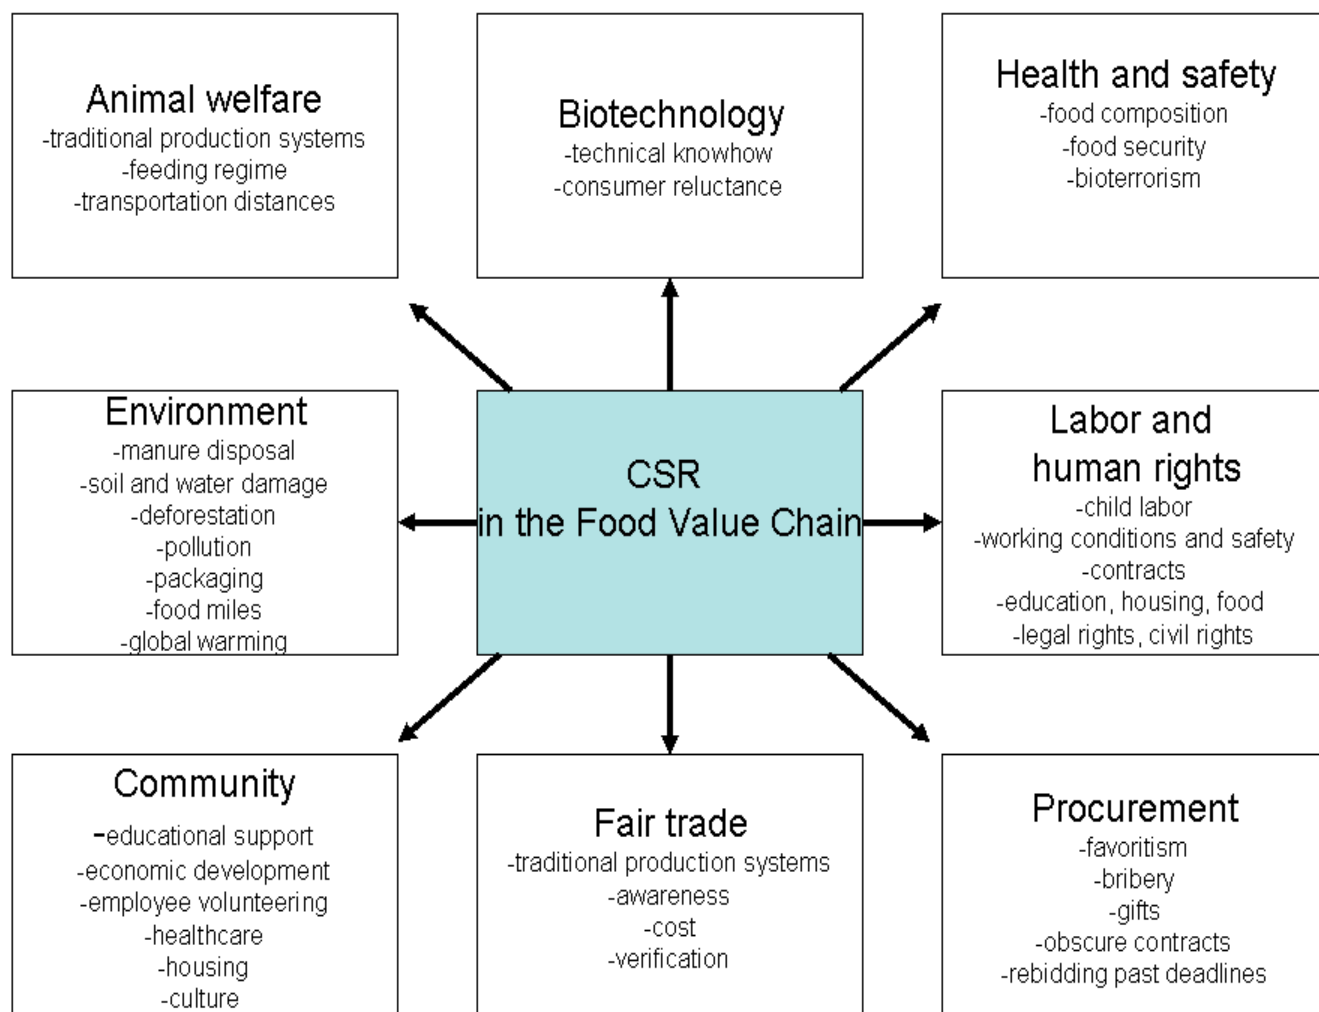 Animal welfare
-traditional production systems
-feeding regime
-transportation distances
Biotechnology
-technical knowhow
-consumer reluctance
Health and safety
-food composition
-food security
-bioterrorism
Environment
-manure disposal
-soil and water damage
-deforestation
-pollution
-packaging
-food miles
-global warming
CSR
in the Food Value Chain
Labor and
human rights
-child labor
-working conditions and safety
-contracts
-education, housing, food
-legal rights, civil rights
Community
-educational support
-economic development
-employee volunteering
-healthcare
-housing
-culture
Fair trade
-traditional production systems
-awareness
-cost
-verification
Procurement
-favoritism
-bribery
-gifts
-obscure contracts
-rebidding past deadlines